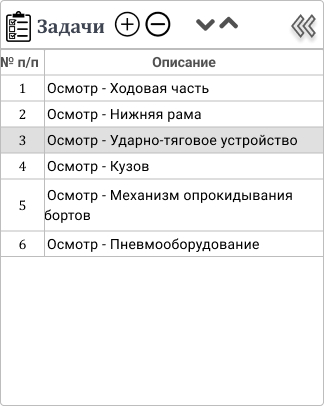 Задачи
№ п/п Описание
1 Осмотр - Ходовая часть
2 Осмотр - Нижняя рама
3 Осмотр - Ударно-тяговое устройство
4 Осмотр - Кузов
5 Осмотр - Механизм опрокидывания
бортов
6 Осмотр - Пневмооборудование